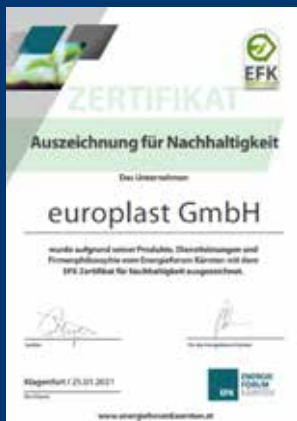 EFK
ZERTIFIKAT
Auszeichnung für Nachhaltigkeit
Das Unternehmen
europlast GmbH
wurde aufgrund seiner Produkte, Dienstleistungen und
Firmenphilosophie vom Energieforum Kärnten mit dem
EFK Zertifikat für Nachhaltigkeit ausgezeichnet.
Klagenfurt / 25.01.2021
ENERGIE
FORUM
KÄRNTEN
EFK
www.energieforumkaernten.at